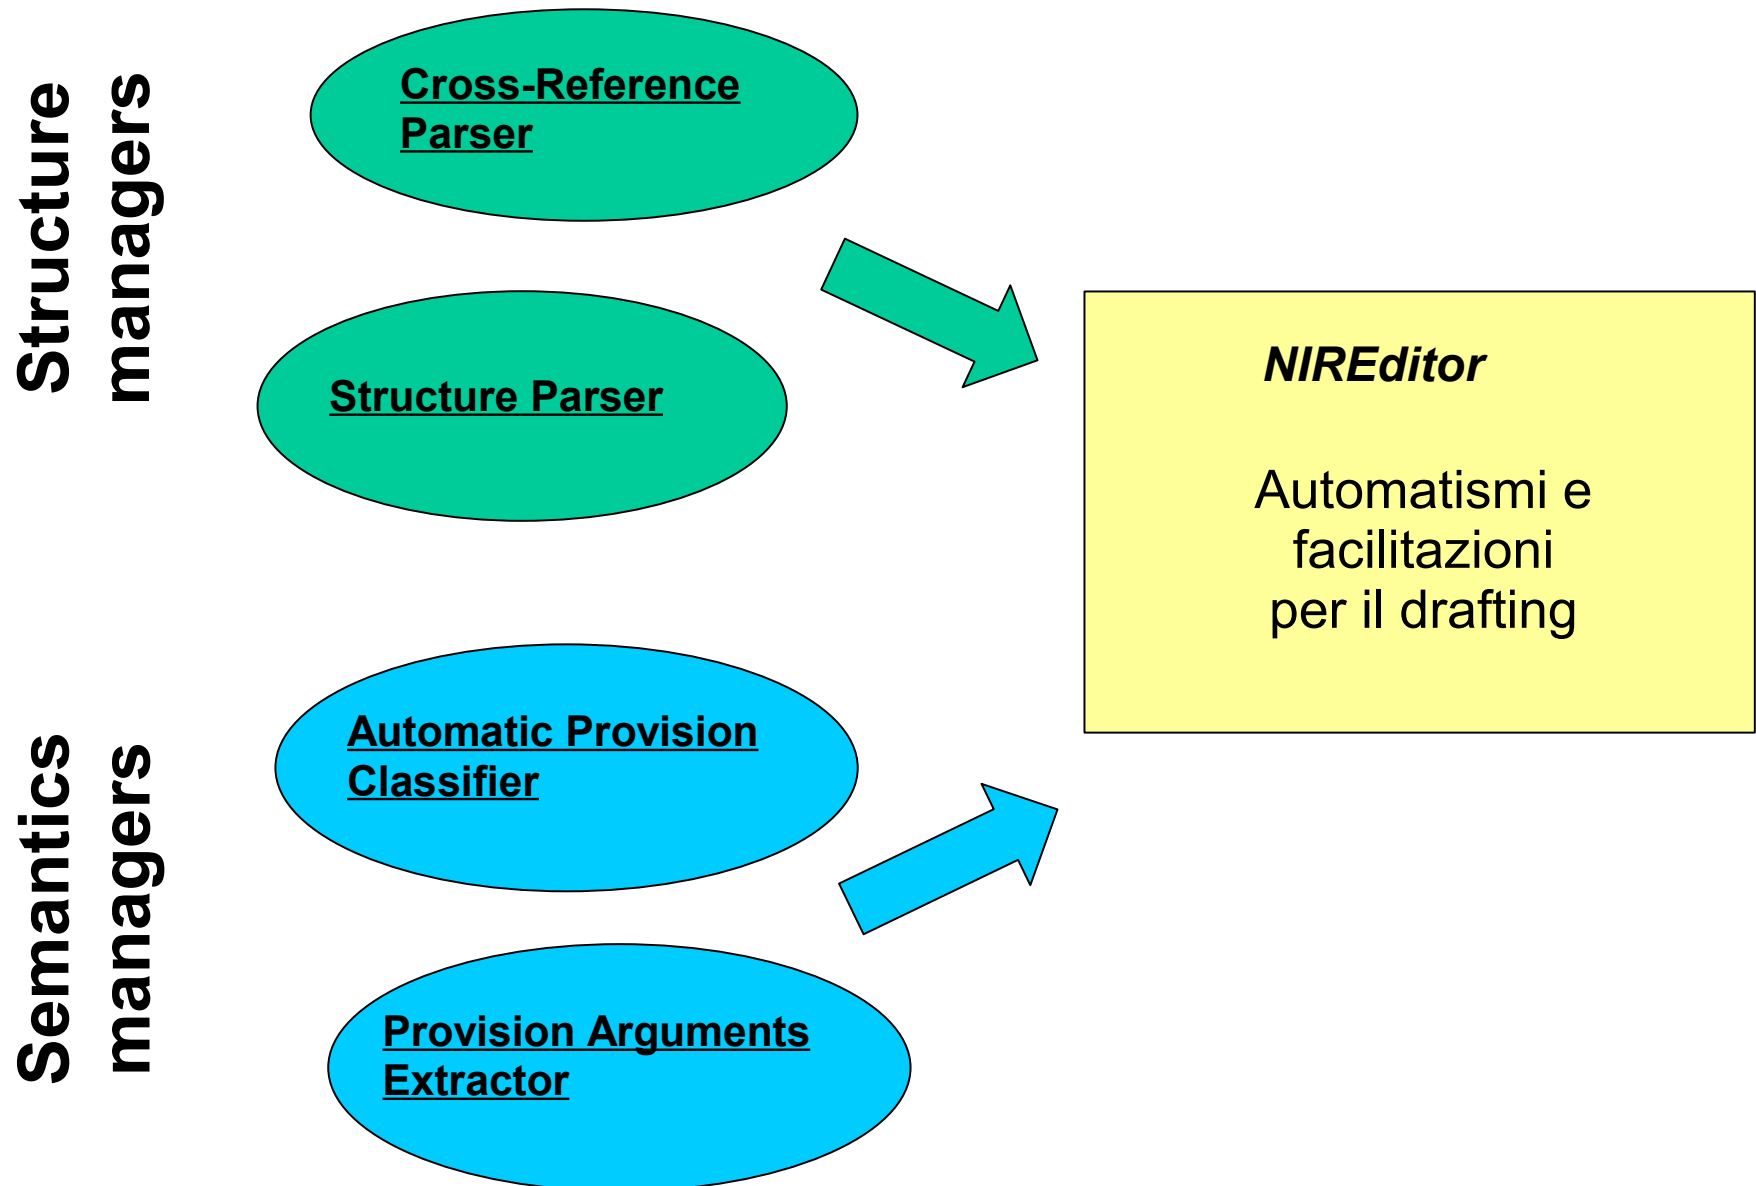 Structure
managers
Cross-Reference
Parser
Structure Parser
NIREditor
Automatismi e
facilitazioni
per il drafting
Semantics
managers
Automatic Provision
Classifier
Provision Arguments
Extractor